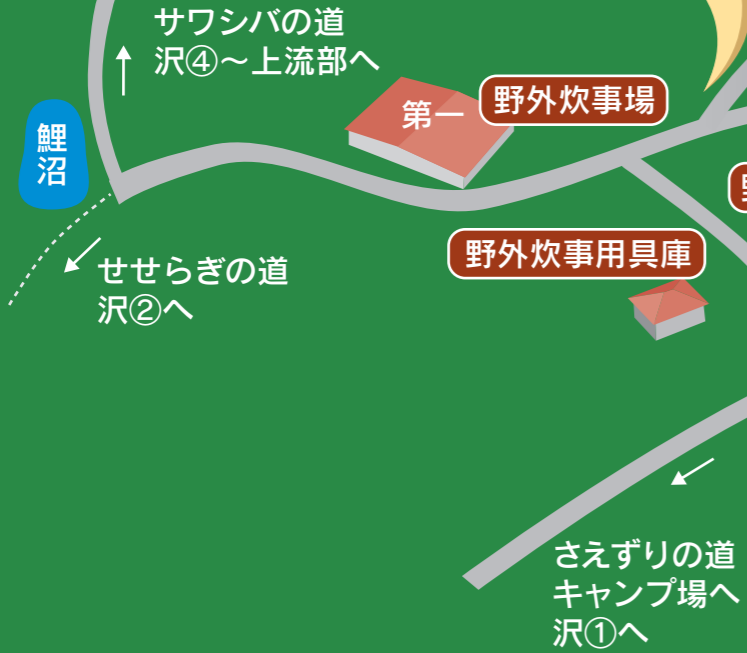 サワシバの道
沢④～上流部へ
第一
野外炊事場
鯉沼
せせらぎの道
沢②へ
野外炊事用具庫
さえずりの道
キャンプ場へ
沢①へ